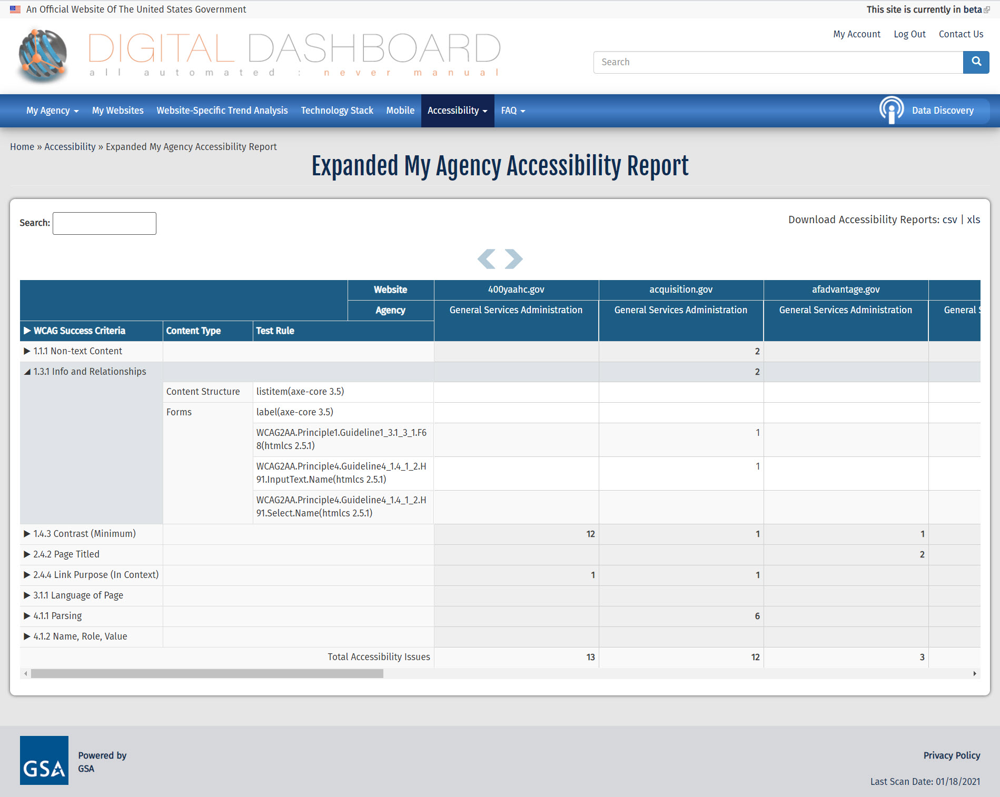 An Official Website Of The United States Government
This site is currently in beta
DIGITAL DASHBOARD
all automated : never manual
My Account Log Out Contact Us
Search
My Agency My Websites Website-Specific Trend Analysis Technology Stack Mobile Accessibility FAQ Data Discovery
Home » Accessibility » Expanded My Agency Accessibility Report
Expanded My Agency Accessibility Report
Search:
Download Accessibility Reports: csv | xls
Website 400yaahc.gov acquisition.gov afadvantage.gov
Agency General Services Administration General Services Administration General Services Administration General
WCAG Success Criteria Content Type Test Rule
1.1.1 Non-text Content 2
1.3.1 Info and Relationships 2
Content Structure listitem(axe-core 3.5)
Forms label(axe-core 3.5)
WCAG2AA.Principle1.Guideline1_3.1_3_1.F6
8(htmlcs 2.5.1) 1
WCAG2AA.Principle4.Guideline4_1.4_1_2.H
91.InputText.Name(htmlcs 2.5.1) 1
WCAG2AA.Principle4.Guideline4_1.4_1_2.H
91.Select.Name(htmlcs 2.5.1)
1.4.3 Contrast (Minimum) 12 1 1
2.4.2 Page Titled 2
2.4.4 Link Purpose (In Context) 1 1
3.1.1 Language of Page
4.1.1 Parsing 6
4.1.2 Name, Role, Value
Total Accessibility Issues 13 12 3
GSA
Powered by
GSA
Privacy Policy
Last Scan Date: 01/18/2021